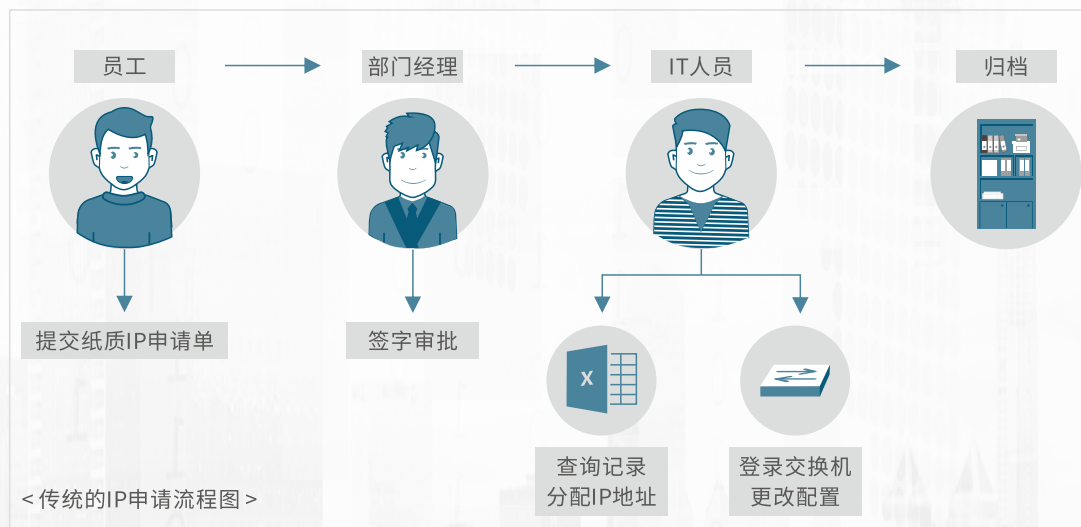 员工
部门经理
IT人员
归档
提交纸质IP申请单
签字审批
X
查询记录
分配IP地址
登录交换机
更改配置
<传统的IP申请流程图>